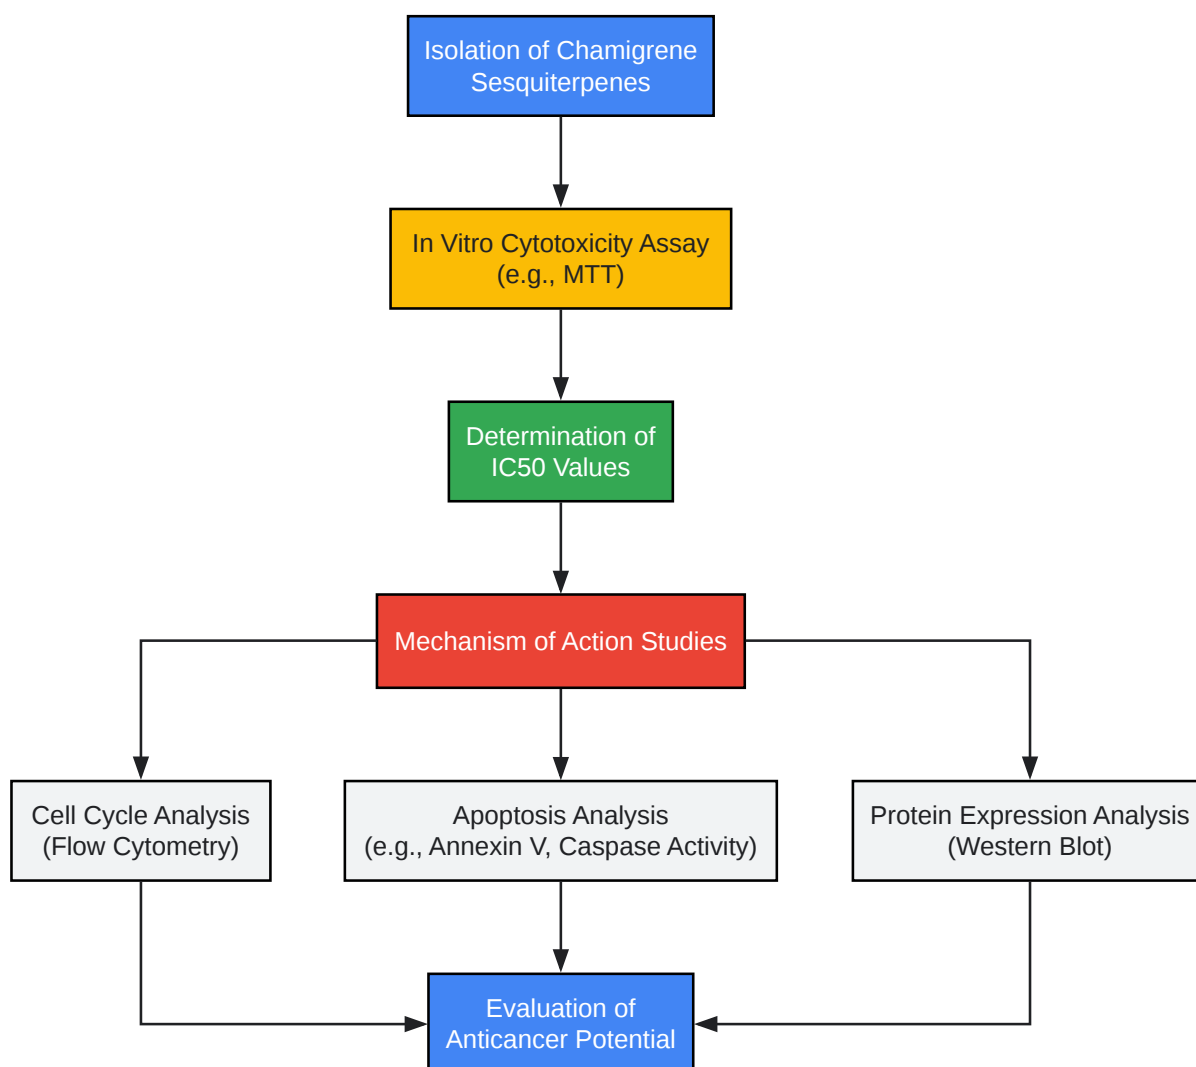 Isolation of Chamigrene
Sesquiterpenes
In Vitro Cytotoxicity Assay
(e.g., MTT)
Determination of
IC50 Values
Mechanism of Action Studies
Cell Cycle Analysis
(Flow Cytometry)
Apoptosis Analysis
(e.g., Annexin V, Caspase Activity)
Protein Expression Analysis
(Western Blot)
Evaluation of
Anticancer Potential